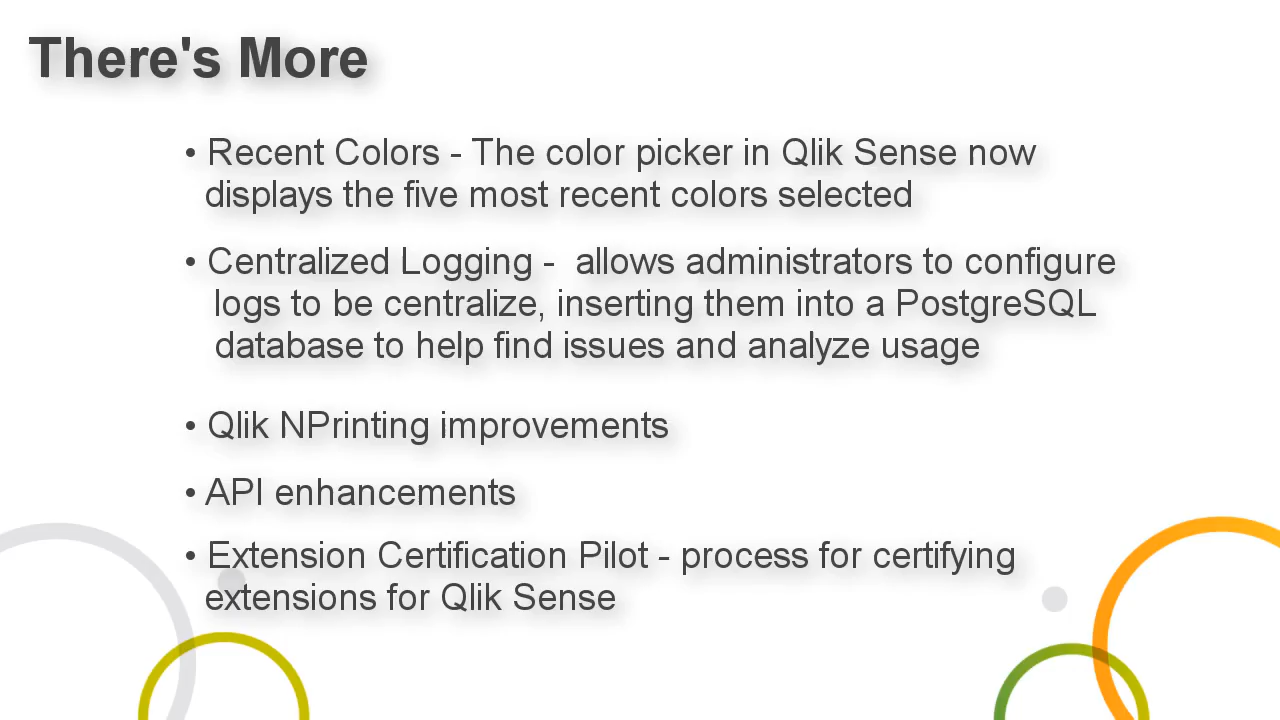 There's More
• Recent Colors - The color picker in Qlik Sense now
displays the five most recent colors selected
• Centralized Logging -  allows administrators to configure
logs to be centralize, inserting them into a PostgreSQL
database to help find issues and analyze usage
• Qlik NPrinting improvements
• API enhancements
• Extension Certification Pilot - process for certifying
extensions for Qlik Sense